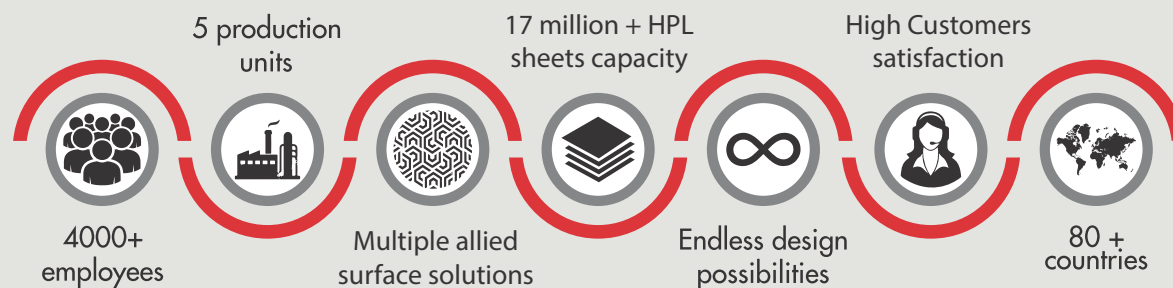 4000+
employees
5 production
units
Multiple allied
surface solutions
17 million + HPL
sheets capacity
Endless design
possibilities
High Customers
satisfaction
80 +
countries